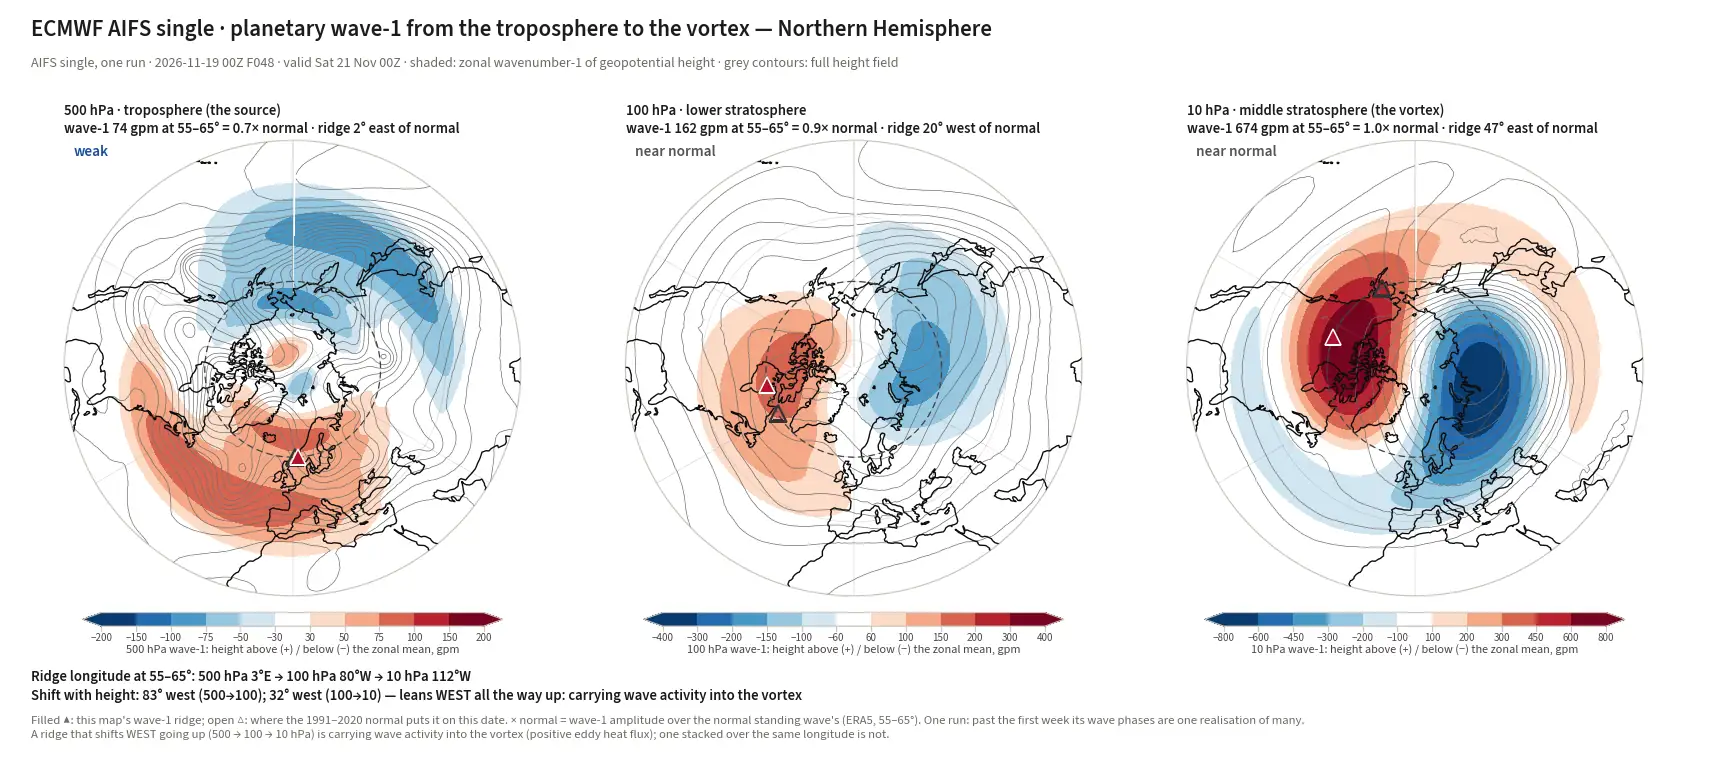 ECMWF AIFS single · planetary wave-1 from the troposphere to the vortex — Northern Hemisphere
AIFS single, one run · 2026-11-19 00Z F048 · valid Sat 21 Nov 00Z · shaded: zonal wavenumber-1 of geopotential height · grey contours: full height field
500 hPa · troposphere (the source)
wave-1 74 gpm at 55–65° = 0.7× normal · ridge 2° east of normal
weak
100 hPa · lower stratosphere
wave-1 162 gpm at 55–65° = 0.9× normal · ridge 20° west of normal
near normal
10 hPa · middle stratosphere (the vortex)
wave-1 674 gpm at 55–65° = 1.0× normal · ridge 47° east of normal
near normal
−200 −150 −100 −75 −50 −30 30 50 75 100 150 200
500 hPa wave-1: height above (+) / below (−) the zonal mean, gpm
−400 −300 −200 −150 −100 −60 60 100 150 200 300 400
100 hPa wave-1: height above (+) / below (−) the zonal mean, gpm
−800 −600 −450 −300 −200 −100 100 200 300 450 600 800
10 hPa wave-1: height above (+) / below (−) the zonal mean, gpm
Ridge longitude at 55–65°: 500 hPa 3°E → 100 hPa 80°W → 10 hPa 112°W
Shift with height: 83° west (500→100); 32° west (100→10) — leans WEST all the way up: carrying wave activity into the vortex
Filled ▲: this map's wave-1 ridge; open △: where the 1991–2020 normal puts it on this date. × normal = wave-1 amplitude over the normal standing wave's (ERA5, 55–65°). One run: past the first week its wave phases are one realisation of many.
A ridge that shifts WEST going up (500 → 100 → 10 hPa) is carrying wave activity into the vortex (positive eddy heat flux); one stacked over the same longitude is not.